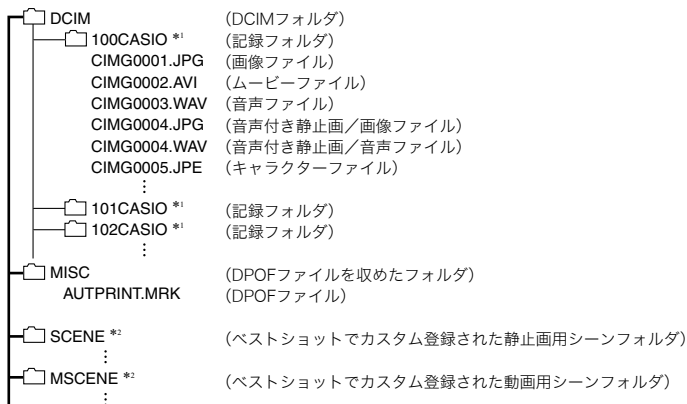 DCIM (DCIMフォルダ)
100CASIO *1 (記録フォルダ)
CIMG0001.JPG (画像ファイル)
CIMG0002.AVI (ムービーファイル)
CIMG0003.WAV (音声ファイル)
CIMG0004.JPG (音声付き静止画／画像ファイル)
CIMG0004.WAV (音声付き静止画／音声ファイル)
CIMG0005.JPE (キャラクターファイル)
⋮
101CASIO *1 (記録フォルダ)
102CASIO *1 (記録フォルダ)
⋮
MISC (DPOFファイルを収めたフォルダ)
AUTPRINT.MRK (DPOFファイル)
SCENE *2 (ベストショットでカスタム登録された静止画用シーンフォルダ)
⋮
MSCENE *2 (ベストショットでカスタム登録された動画用シーンフォルダ)
⋮